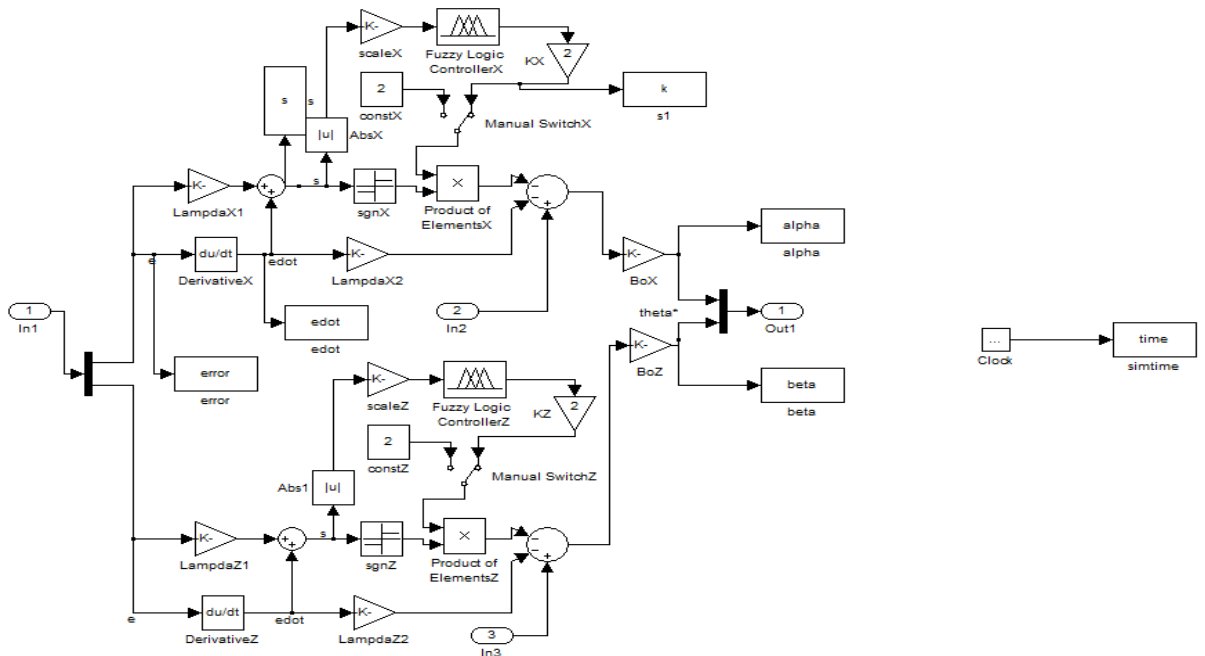 K-
scaleX
Fuzzy Logic
ControllerX
2
KX
s
s
|u|
AbsX
2
constX
Manual SwitchX
k
s1
K-
LampdaX1
++
s
sgnX
×
Product of
ElementsX
−
−
+
e
du/dt
DerivativeX
edot
K-
LampdaX2
K-
BoX
alpha
alpha
1
In1
edot
edot
2
In2
theta*
1
Out1
error
error
K-
scaleZ
Fuzzy Logic
ControllerZ
2
KZ
K-
BoZ
beta
beta
...
Clock
time
simtime
2
constZ
Manual SwitchZ
Abs1
|u|
K-
LampdaZ1
++
s
sgnZ
×
Product of
ElementsZ
−
−
+
e
du/dt
DerivativeZ
edot
K-
LampdaZ2
3
In3